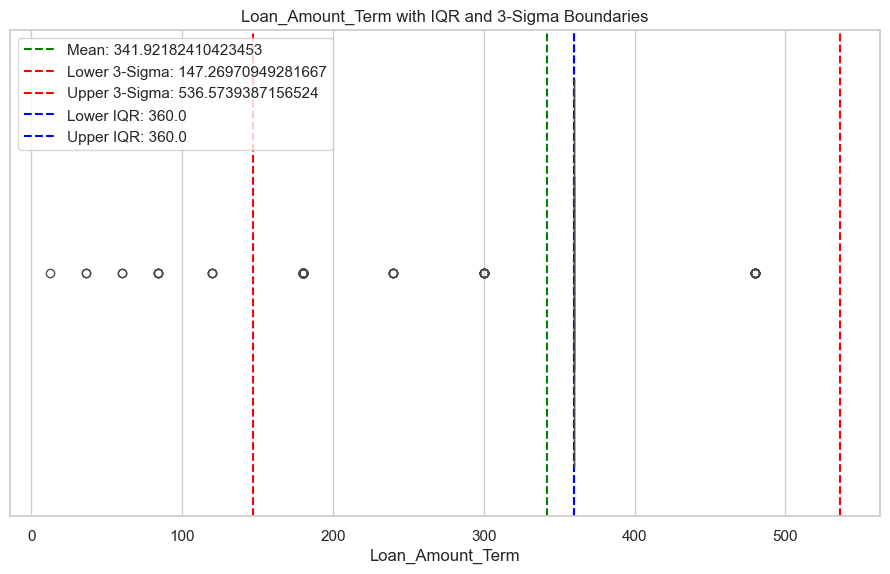 Loan_Amount_Term with IQR and 3-Sigma Boundaries
Mean: 341.92182410423453
Lower 3-Sigma: 147.26970949281667
Upper 3-Sigma: 536.5739387156524
Lower IQR: 360.0
Upper IQR: 360.0
0 100 200 300 400 500
Loan_Amount_Term